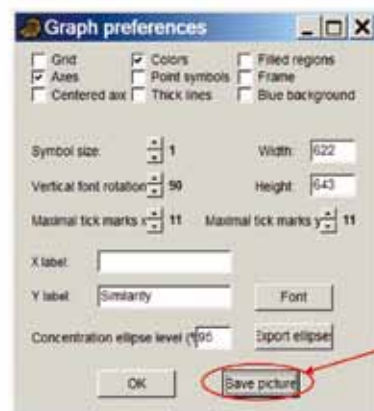 Graph preferences
Grid Colors Filled regions
Axes Point symbols Frame
Centered axx Thick lines Blue background
Symbol size: 1 Width: 622
Vertical font rotation 90 Height: 643
Maximal tick marks x 11 Maximal tick marks y 11
X label:
Y label: Similarity Font
Concentration ellipse level (% 95 Export ellipse
OK Save picture